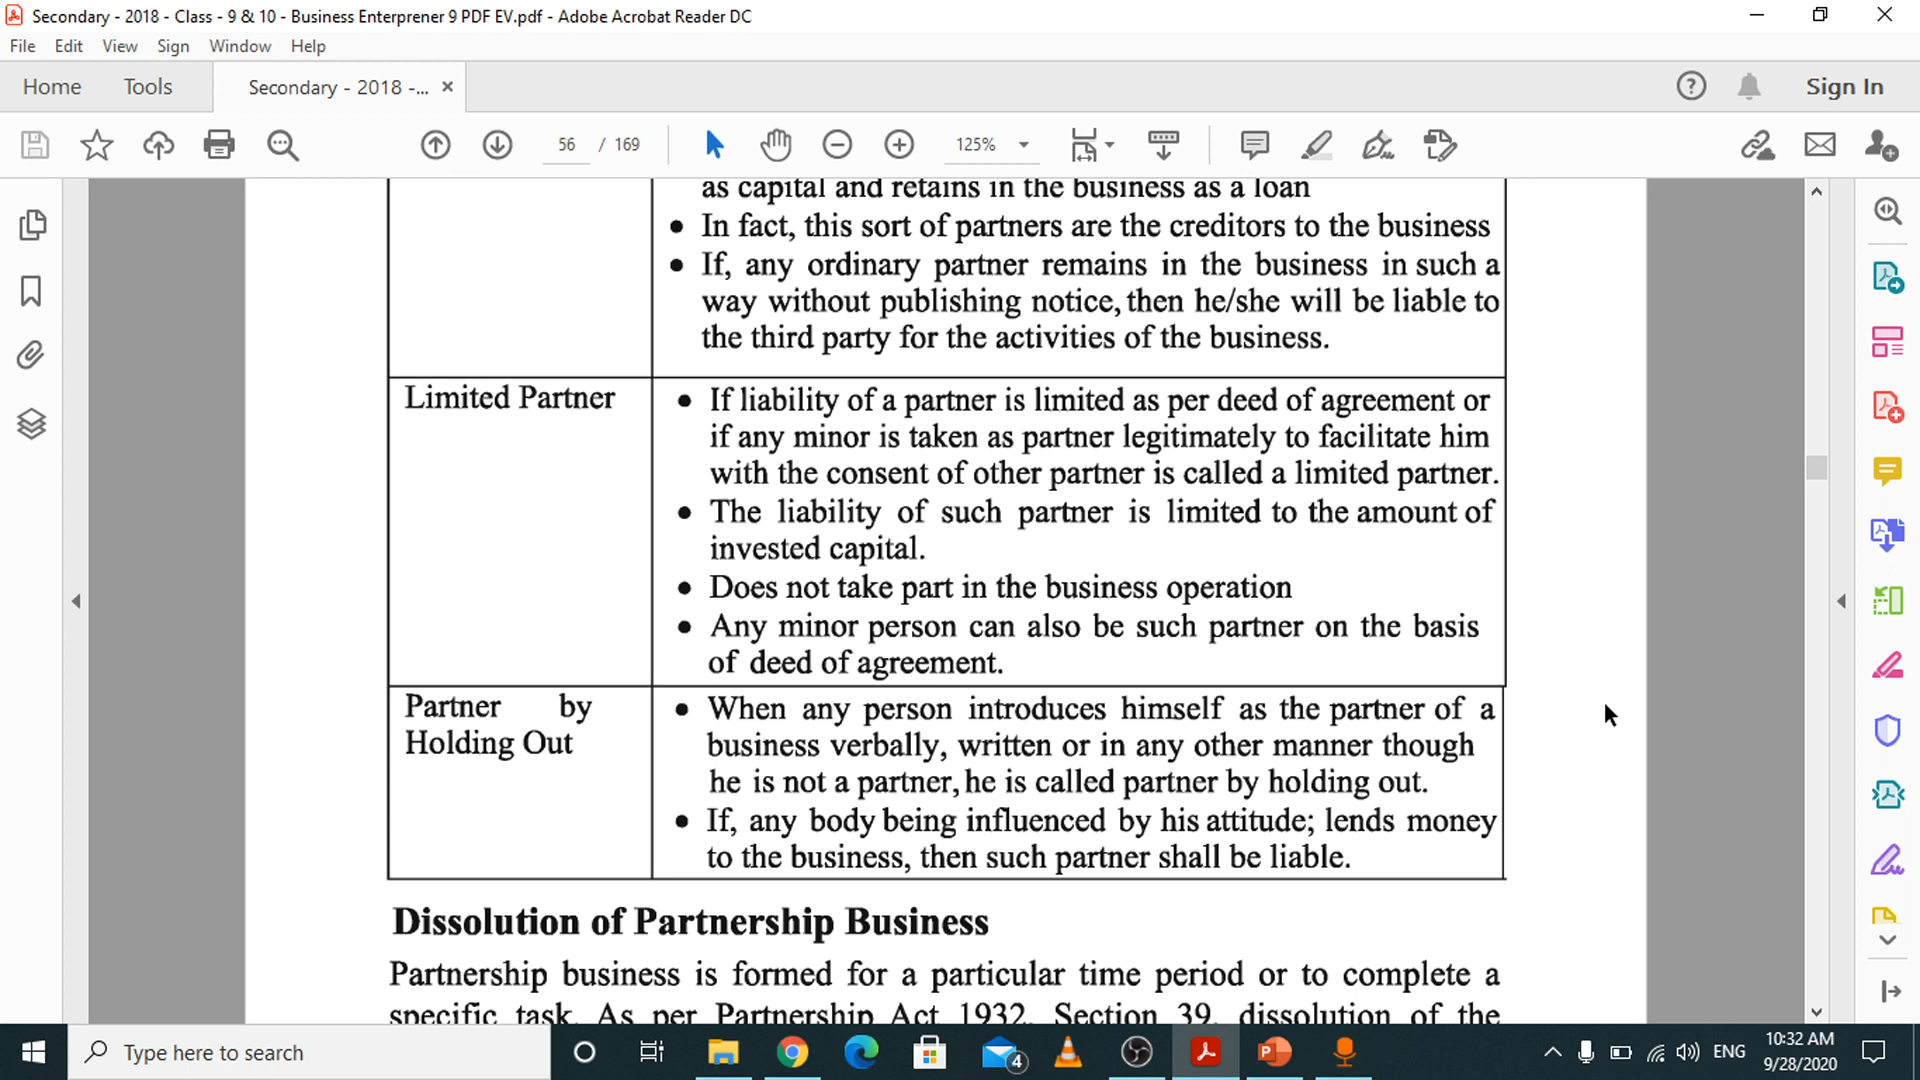 Secondary - 2018 - Class - 9 & 10 - Business Enterprener 9 PDF EV.pdf - Adobe Acrobat Reader DC
File Edit View Sign Window Help
Home Tools Secondary - 2018 -... × Sign In
56 / 169 125%
as capital and retains in the business as a loan
• In fact, this sort of partners are the creditors to the business
• If, any ordinary partner remains in the business in such a
way without publishing notice, then he/she will be liable to
the third party for the activities of the business.
Limited Partner
• If liability of a partner is limited as per deed of agreement or
if any minor is taken as partner legitimately to facilitate him
with the consent of other partner is called a limited partner.
• The liability of such partner is limited to the amount of
invested capital.
• Does not take part in the business operation
• Any minor person can also be such partner on the basis
of deed of agreement.
Partner by
Holding Out
• When any person introduces himself as the partner of a
business verbally, written or in any other manner though
he is not a partner, he is called partner by holding out.
• If, any body being influenced by his attitude; lends money
to the business, then such partner shall be liable.
Dissolution of Partnership Business
Partnership business is formed for a particular time period or to complete a
specific task. As per Partnership Act 1932, Section 39, dissolution of the
Type here to search
4
ENG
10:32 AM
9/28/2020